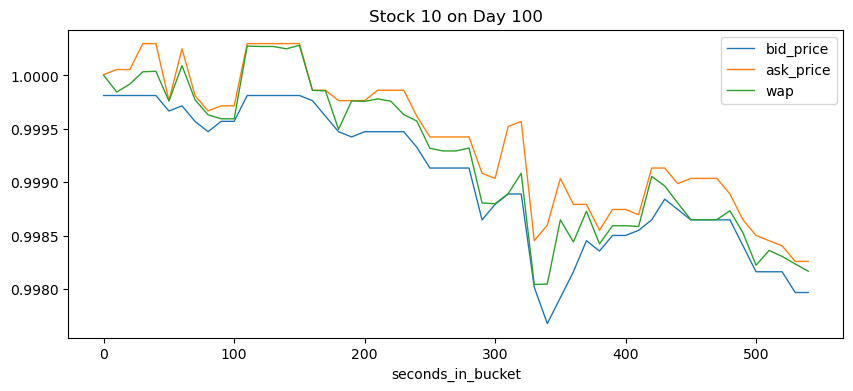 Stock 10 on Day 100
bid_price
ask_price
wap
1.0000
0.9995
0.9990
0.9985
0.9980
0 100 200 300 400 500
seconds_in_bucket